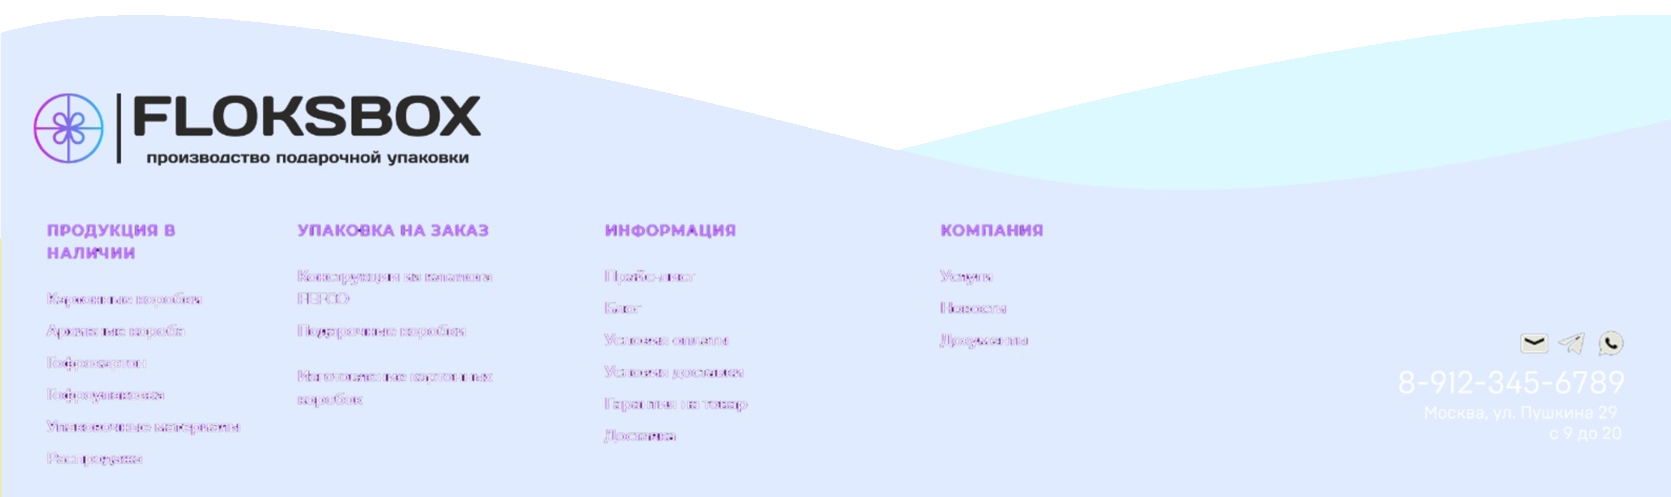 FLOKSBOX
производство подарочной упаковки
ПРОДУКЦИЯ В
НАЛИЧИИ
Картонные коробки
Архивные короба
Гофрокартон
Гофроупаковка
Упаковочные материалы
Распродажа
УПАКОВКА НА ЗАКАЗ
Конструкции из каталога
FEFCO
Подарочные коробки
Изготовление картонных
коробок
ИНФОРМАЦИЯ
Прайс-лист
Блог
Условия оплаты
Условия доставки
Гарантия на товар
Доставка
КОМПАНИЯ
Услуги
Новости
Документы
8-912-345-6789
Москва, ул. Пушкина 29
с 9 до 20